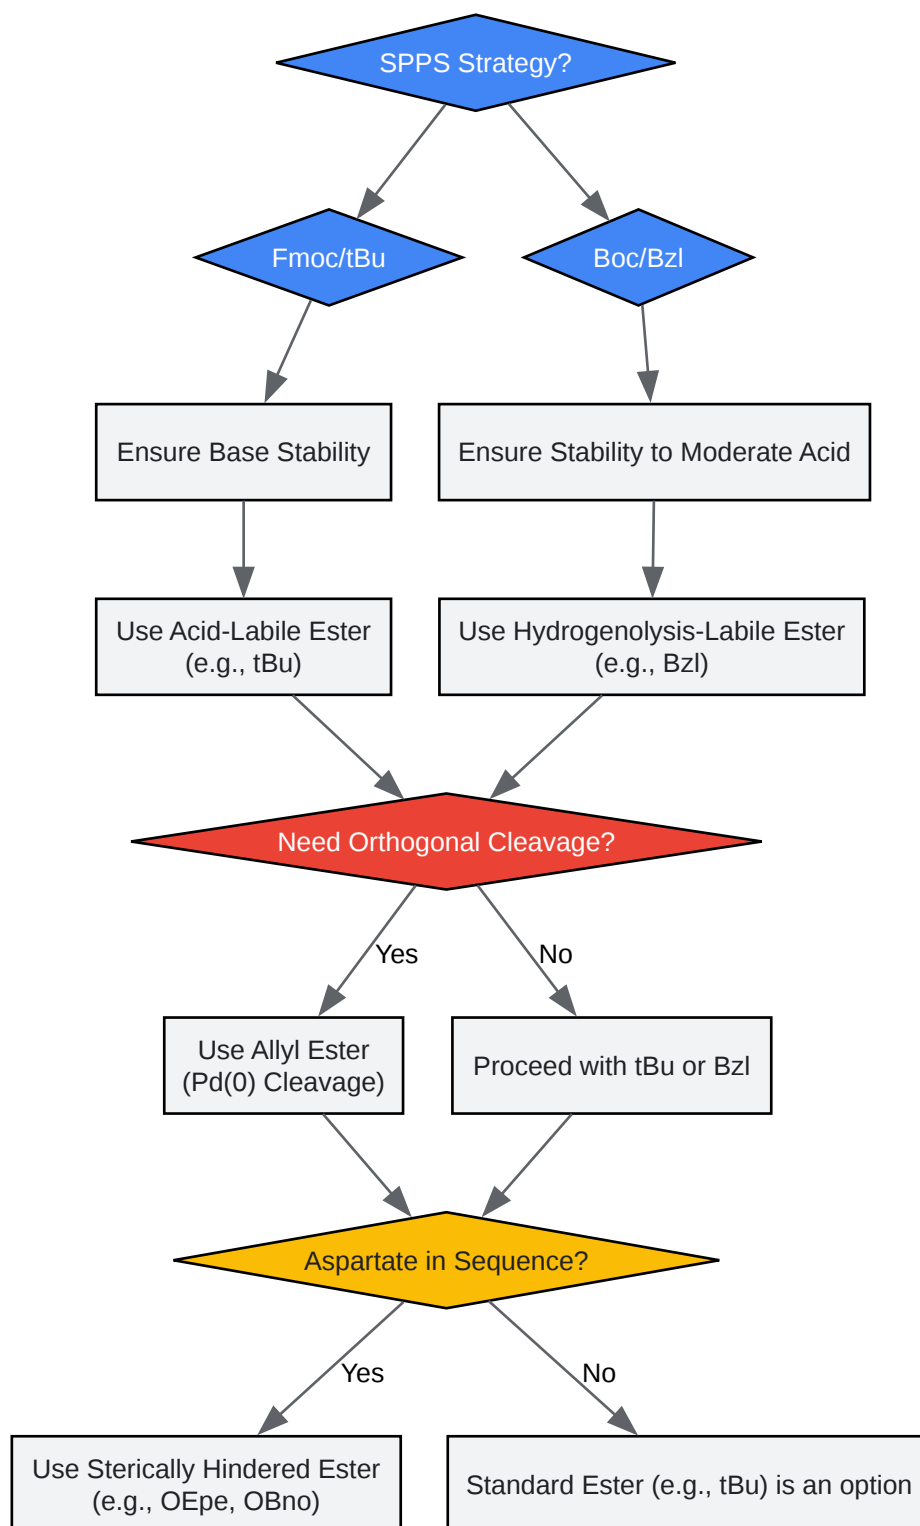 SPPS Strategy?
Fmoc/tBu
Boc/Bzl
Ensure Base Stability
Ensure Stability to Moderate Acid
Use Acid-Labile Ester
(e.g., tBu)
Use Hydrogenolysis-Labile Ester
(e.g., Bzl)
Need Orthogonal Cleavage?
Yes
No
Use Allyl Ester
(Pd(0) Cleavage)
Proceed with tBu or Bzl
Aspartate in Sequence?
Yes
No
Use Sterically Hindered Ester
(e.g., OEpe, OBno)
Standard Ester (e.g., tBu) is an option